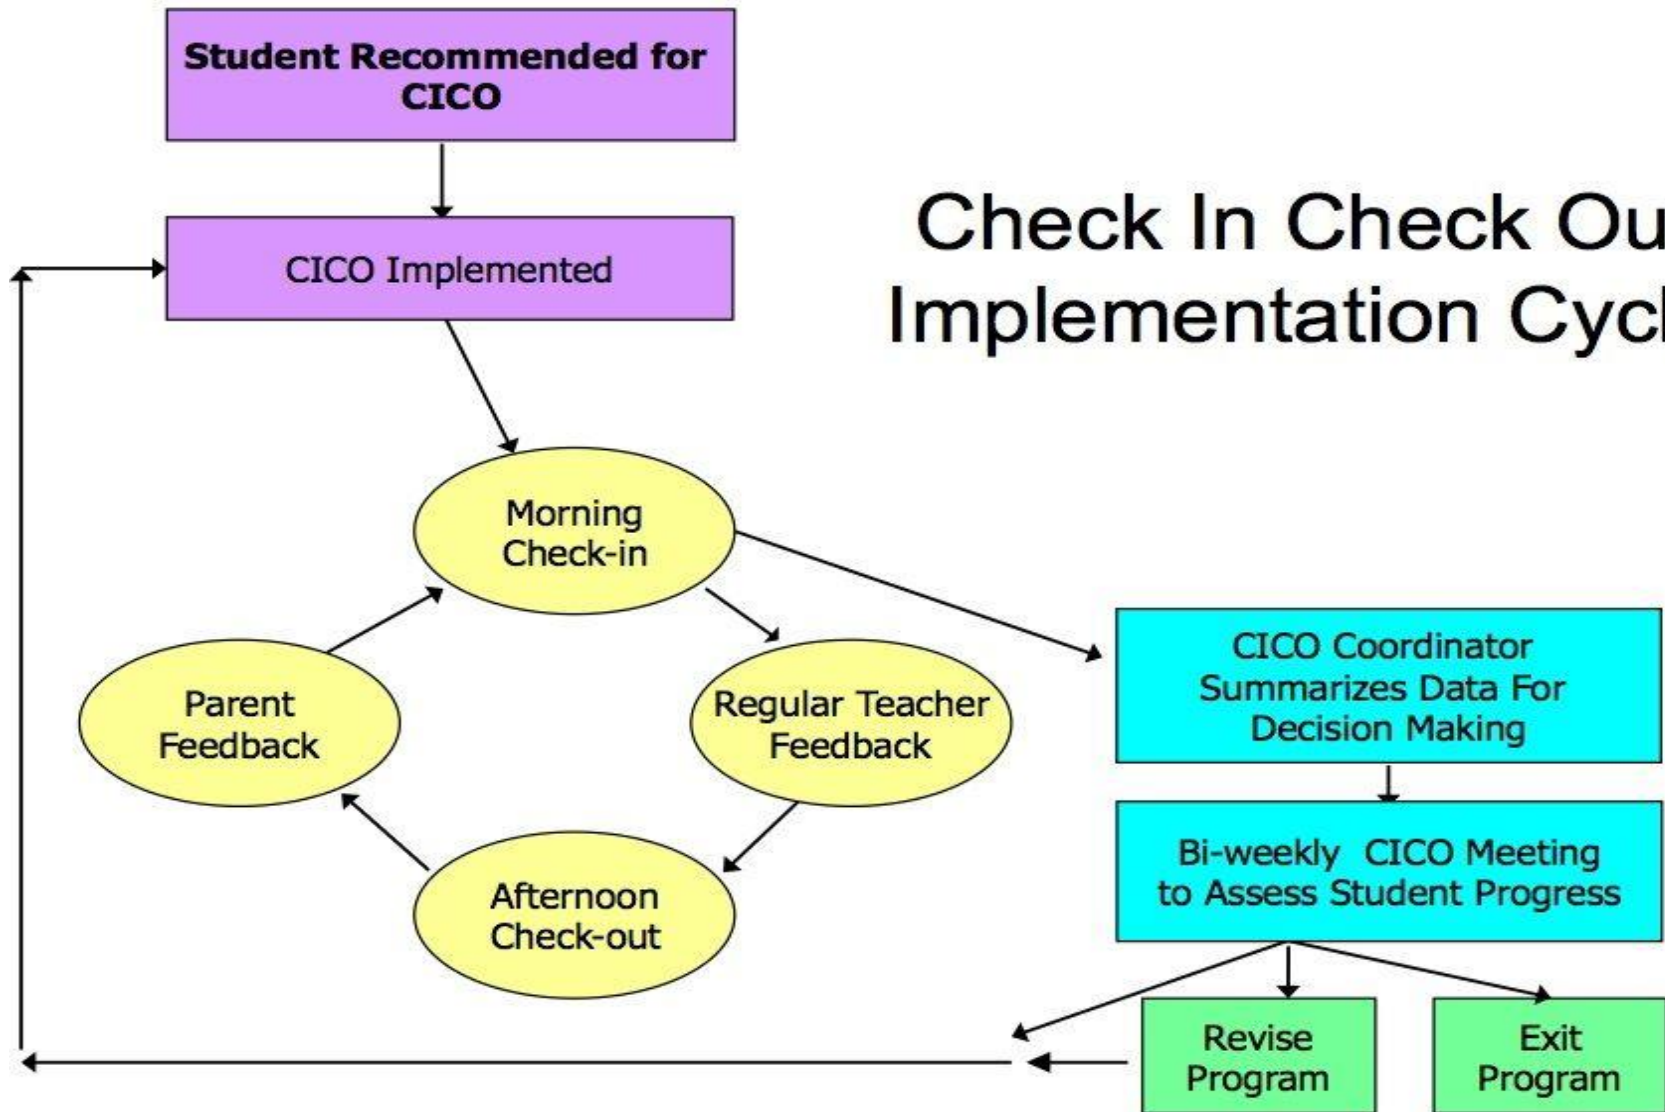 Student Recommended for
CICO
CICO Implemented
Check In Check Ou
Implementation Cycl
Morning
Check-in
Parent
Feedback
Regular Teacher
Feedback
Afternoon
Check-out
CICO Coordinator
Summarizes Data For
Decision Making
Bi-weekly CICO Meeting
to Assess Student Progress
Revise
Program
Exit
Program